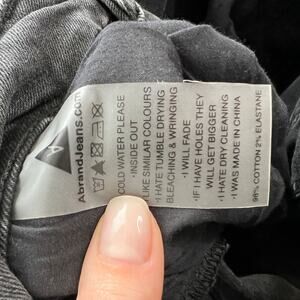 AbrandJeans.com
COLD WATER PLEASE
• INSIDE OUT
LIKE SIMILAR COLOURS
• I HATE TUMBLE DRYING
BLEACHING & WRINGING
• I WILL FADE
• IF I HAVE HOLES THEY
WILL GET BIGGER
• I HATE DRY CLEANING
• I WAS MADE IN CHINA
98% COTTON 2% ELASTANE